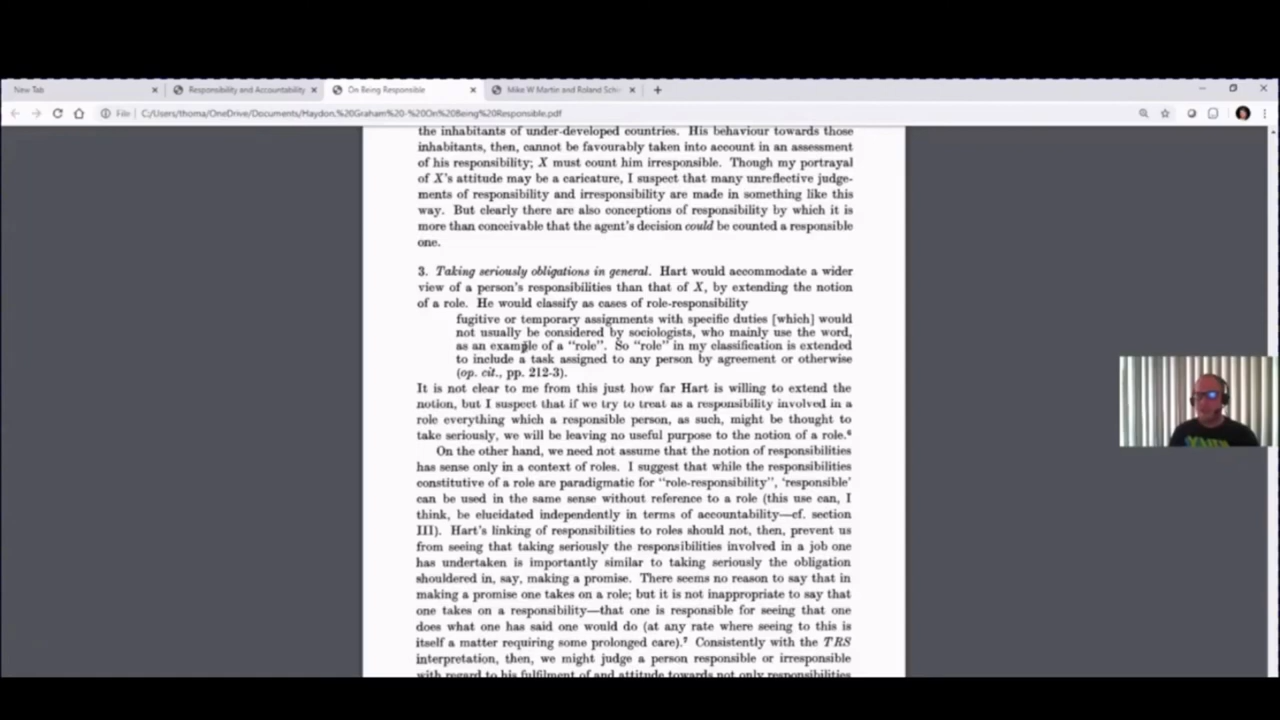 New Tab
Responsibility and Accountability
On Being Responsible
Mike W Martin and Roland Schi
File | C:/Users/thoma/OneDrive/Documents/Haydon.%20Graham%20-%20On%20Being%20Responsible.pdf
the inhabitants of under-developed countries. His behaviour towards those
inhabitants, then, cannot be favourably taken into account in an assessment
of his responsibility; X must count him irresponsible. Though my portrayal
of X's attitude may be a caricature, I suspect that many unreflective judge-
ments of responsibility and irresponsibility are made in something like this
way. But clearly there are also conceptions of responsibility by which it is
more than conceivable that the agent's decision could be counted a responsible
one.
3. Taking seriously obligations in general. Hart would accommodate a wider
view of a person's responsibilities than that of X, by extending the notion
of a role. He would classify as cases of role-responsibility
fugitive or temporary assignments with specific duties [which] would
not usually be considered by sociologists, who mainly use the word,
as an example of a "role". So "role" in my classification is extended
to include a task assigned to any person by agreement or otherwise
(op. cit., pp. 212-3).
It is not clear to me from this just how far Hart is willing to extend the
notion, but I suspect that if we try to treat as a responsibility involved in a
role everything which a responsible person, as such, might be thought to
take seriously, we will be leaving no useful purpose to the notion of a role.⁶
On the other hand, we need not assume that the notion of responsibilities
has sense only in a context of roles. I suggest that while the responsibilities
constitutive of a role are paradigmatic for "role-responsibility", 'responsible'
can be used in the same sense without reference to a role (this use can, I
think, be elucidated independently in terms of accountability—cf. section
III). Hart's linking of responsibilities to roles should not, then, prevent us
from seeing that taking seriously the responsibilities involved in a job one
has undertaken is importantly similar to taking seriously the obligation
shouldered in, say, making a promise. There seems no reason to say that in
making a promise one takes on a role; but it is not inappropriate to say that
one takes on a responsibility—that one is responsible for seeing that one
does what one has said one would do (at any rate where seeing to this is
itself a matter requiring some prolonged care).⁷ Consistently with the TRS
interpretation, then, we might judge a person responsible or irresponsible
with regard to his fulfilment of and attitude towards not only responsibilities